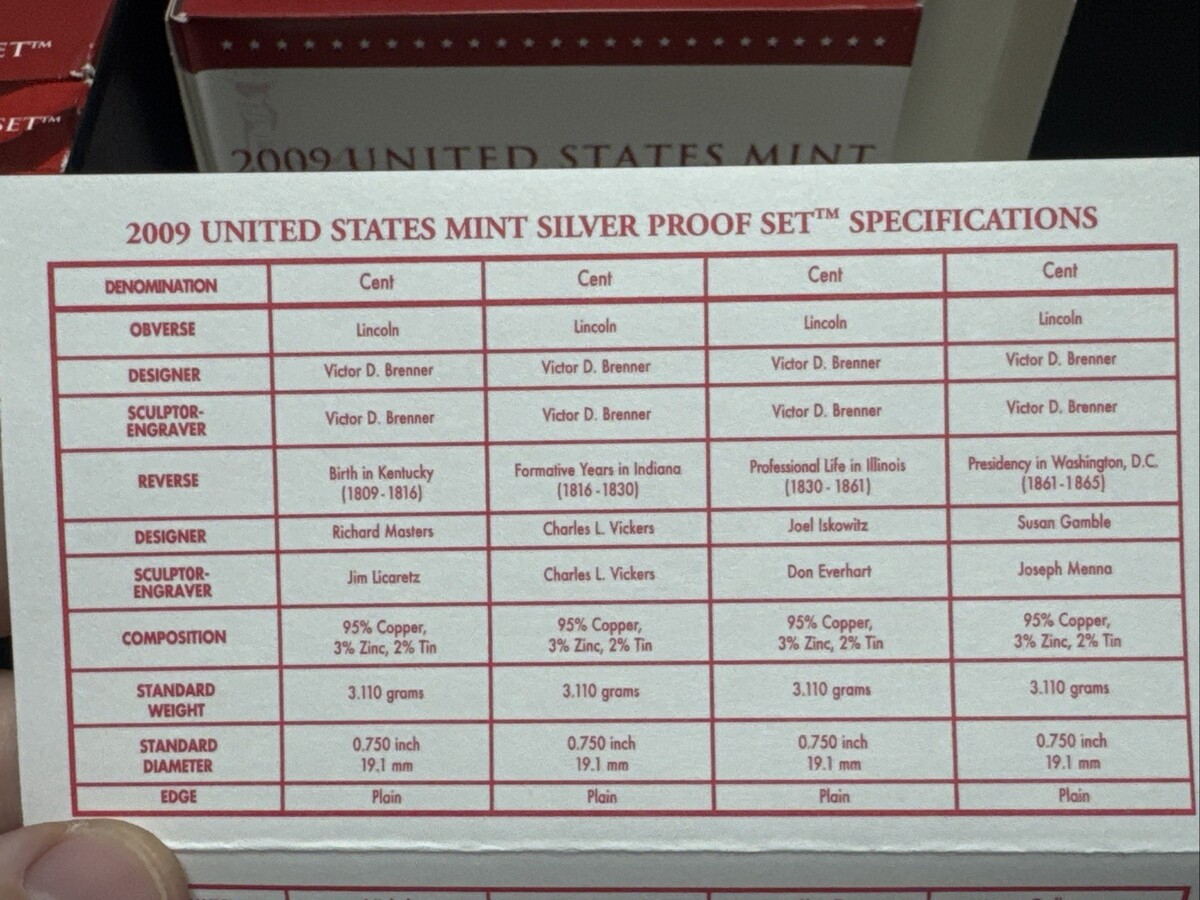 ET™
SET™
2009 UNITED STATES MINT
2009 UNITED STATES MINT SILVER PROOF SET™ SPECIFICATIONS
DENOMINATION Cent Cent Cent Cent
OBVERSE Lincoln Lincoln Lincoln Lincoln
DESIGNER Victor D. Brenner Victor D. Brenner Victor D. Brenner Victor D. Brenner
SCULPTOR-
ENGRAVER Victor D. Brenner Victor D. Brenner Victor D. Brenner Victor D. Brenner
REVERSE Birth in Kentucky Formative Years in Indiana Professional Life in Illinois Presidency in Washington, D.C.
(1809-1816) (1816-1830) (1830-1861) (1861-1865)
DESIGNER Richard Masters Charles L. Vickers Joel Iskowitz Susan Gamble
SCULPTOR-
ENGRAVER Jim Licaretz Charles L. Vickers Don Everhart Joseph Menna
COMPOSITION 95% Copper, 95% Copper, 95% Copper, 95% Copper,
3% Zinc, 2% Tin 3% Zinc, 2% Tin 3% Zinc, 2% Tin 3% Zinc, 2% Tin
STANDARD
WEIGHT 3.110 grams 3.110 grams 3.110 grams 3.110 grams
STANDARD 0.750 inch 0.750 inch 0.750 inch 0.750 inch
DIAMETER 19.1 mm 19.1 mm 19.1 mm 19.1 mm
EDGE Plain Plain Plain Plain